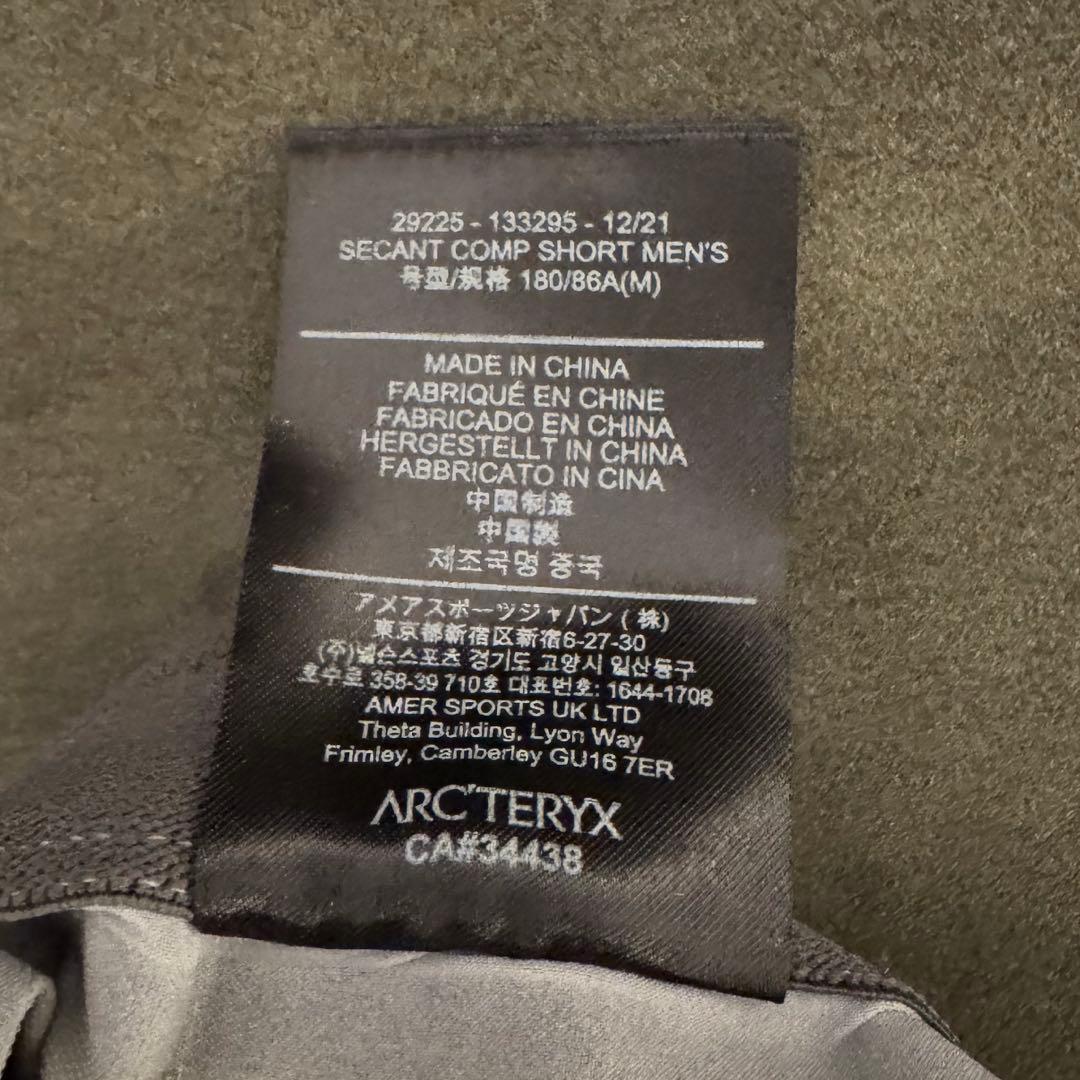 29225 - 133295 - 12/21
SECANT COMP SHORT MEN'S
号型/规格 180/86A(M)
MADE IN CHINA
FABRIQUÉ EN CHINE
FABRICADO EN CHINA
HERGESTELLT IN CHINA
FABBRICATO IN CINA
中国制造
中国製
제조국명 중국
アメアスポーツジャパン ( 株)
東京都新宿区新宿6-27-30
(주)넬슨스포츠 경기도 고양시 일산동구
호수로 358-39 710호 대표번호: 1644-1708
AMER SPORTS UK LTD
Theta Building, Lyon Way
Frimley, Camberley GU16 7ER
ARC'TERYX
CA#34438